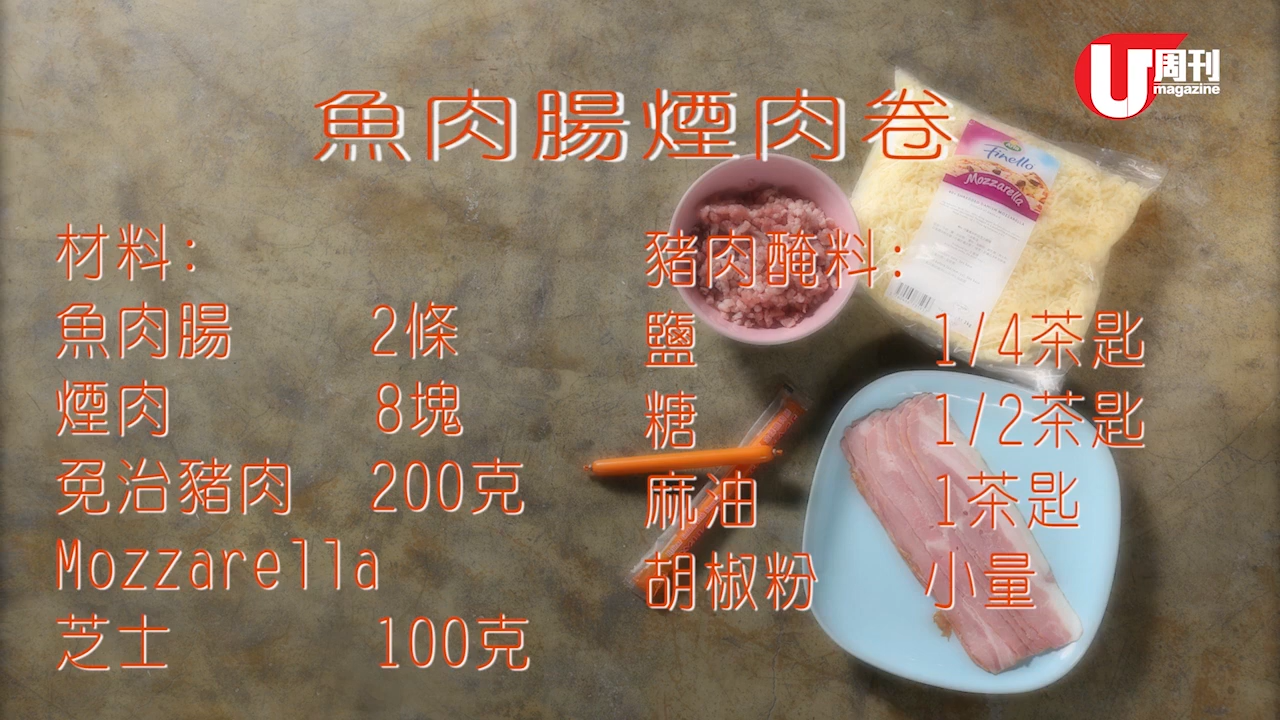 U周刊
magazine
魚肉腸煙肉卷
材料:
魚肉腸 2條
煙肉 8塊
免治豬肉 200克
Mozzarella
芝士 100克
豬肉醃料:
鹽 1/4茶匙
糖 1/2茶匙
麻油 1茶匙
胡椒粉 小量
Finello
Mozzarella